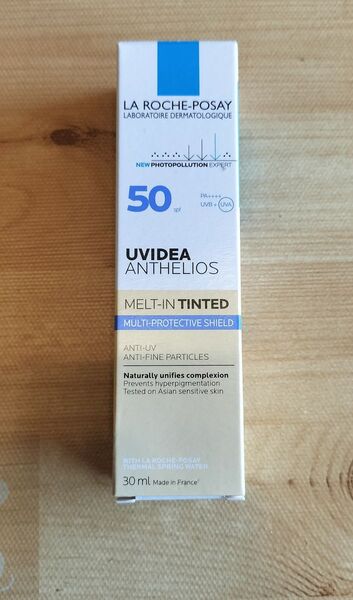 LA ROCHE-POSAY
LABORATOIRE DERMATOLOGIQUE
NEW PHOTOPOLLUTION EXPERT
50 spf
PA++++
UVB + UVA
UVIDEA
ANTHELIOS
MELT-IN TINTED
MULTI-PROTECTIVE SHIELD
ANTI-UV
ANTI-FINE PARTICLES
Naturally unifies complexion
Prevents hyperpigmentation
Tested on Asian sensitive skin
WITH LA ROCHE-POSAY
THERMAL SPRING WATER
30 ml Made in France